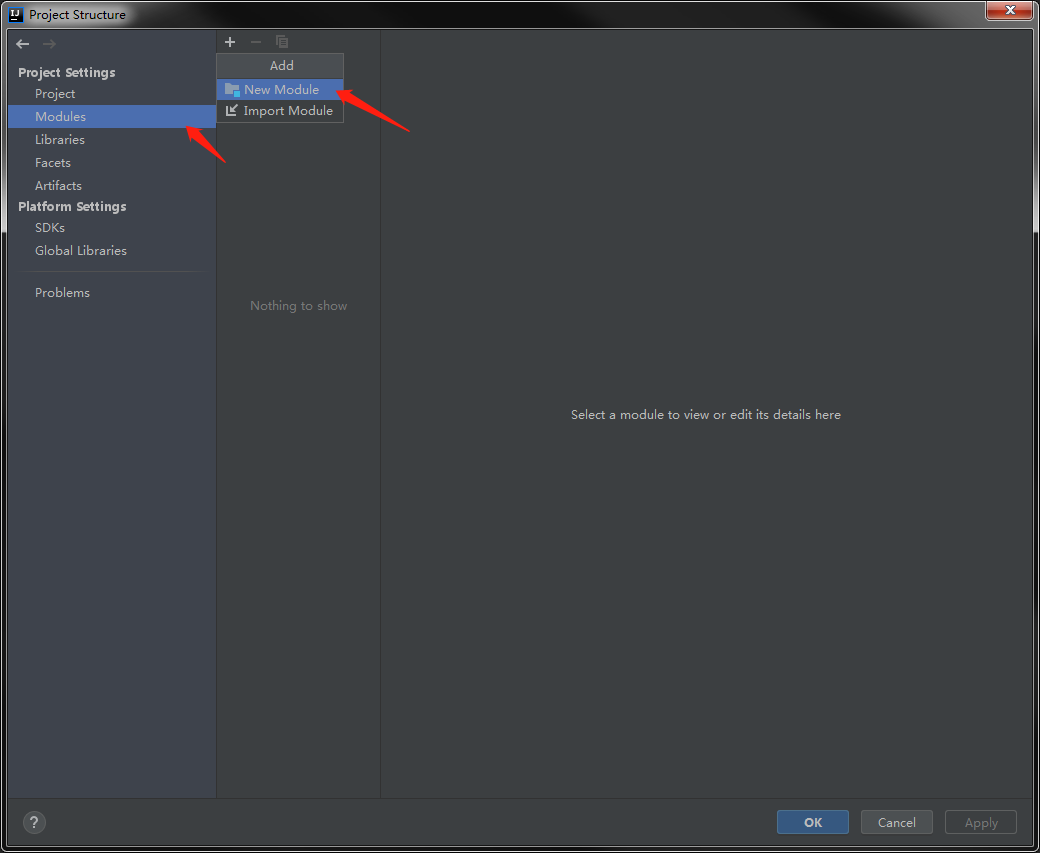 IJ
Project Structure
Project Settings
Project
Modules
Libraries
Facets
Artifacts
Platform Settings
SDKs
Global Libraries
Problems
Add
New Module
Import Module
Nothing to show
Select a module to view or edit its details here
?
OK
Cancel
Apply